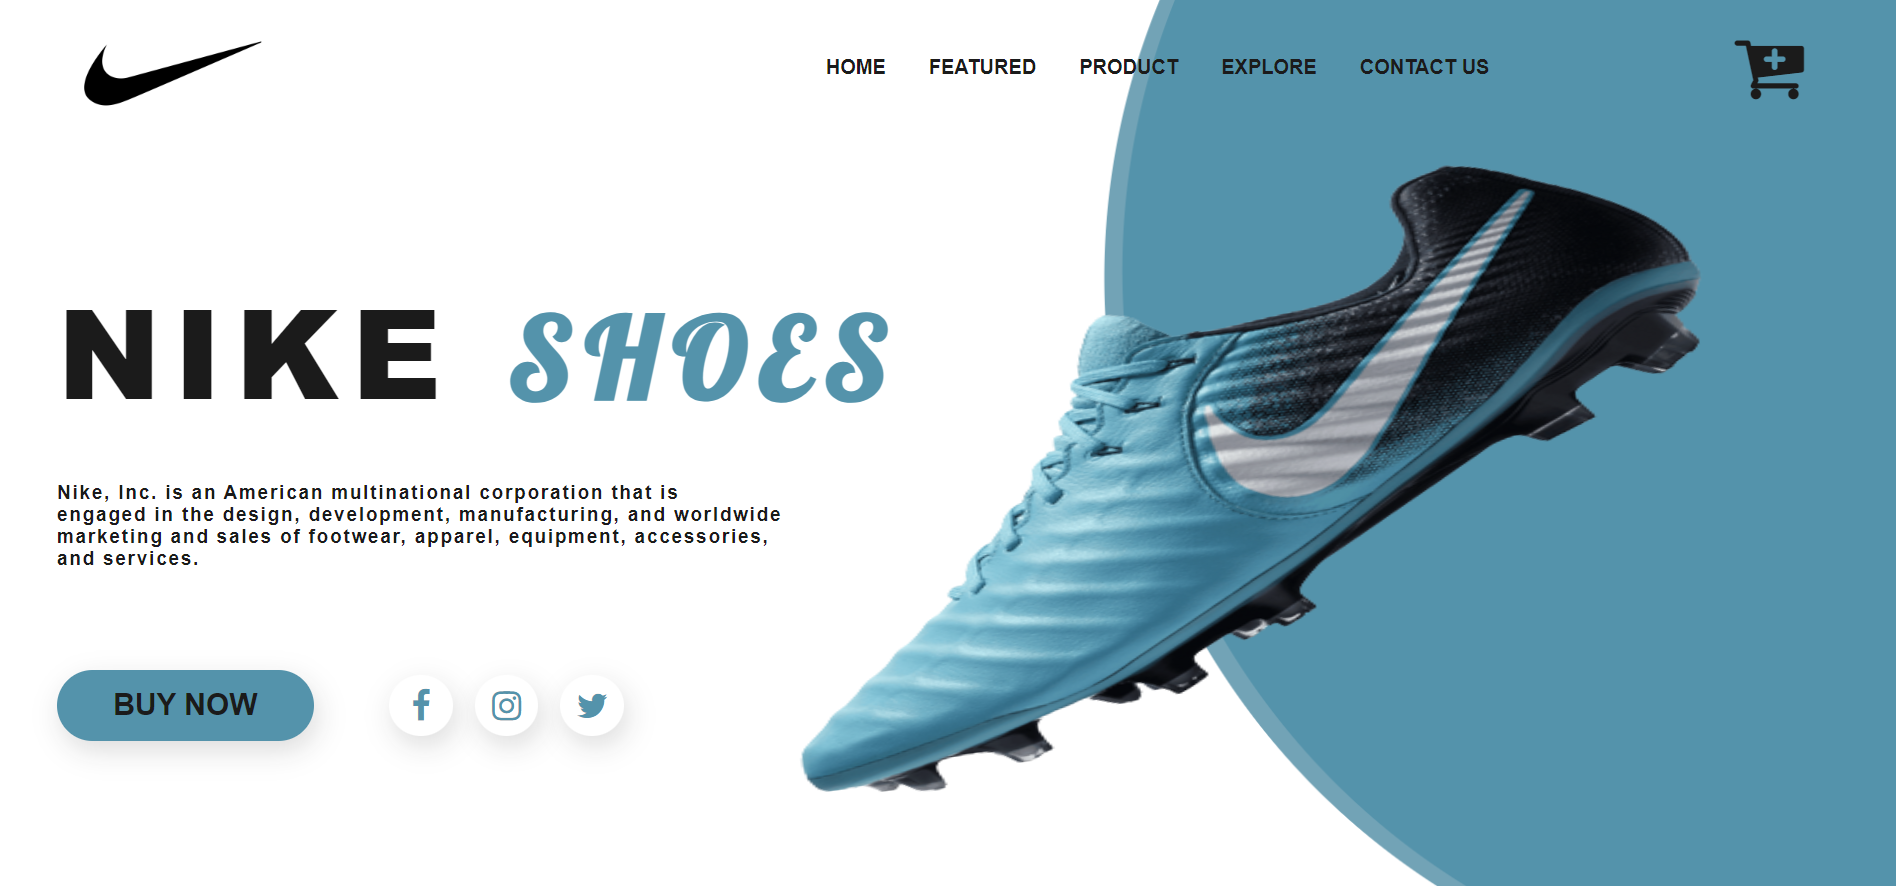 HOME FEATURED PRODUCT EXPLORE CONTACT US
NIKE SHOES
Nike, Inc. is an American multinational corporation that is
engaged in the design, development, manufacturing, and worldwide
marketing and sales of footwear, apparel, equipment, accessories,
and services.
BUY NOW